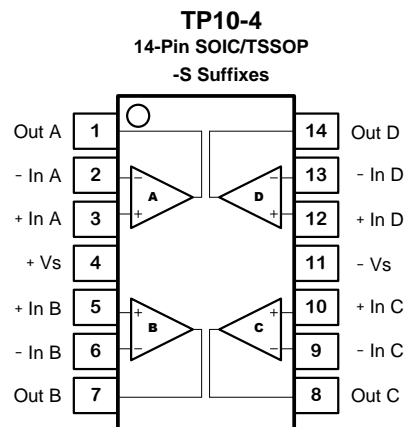 TP10-4
14-Pin SOIC/TSSOP
-S Suffixes
Out A 1 14 Out D
- In A 2 − − 13 - In D
A D
+ In A 3 + + 12 + In D
+ Vs 4 11 - Vs
+ In B 5 + + 10 + In C
B C
- In B 6 − − 9 - In C
Out B 7 8 Out C